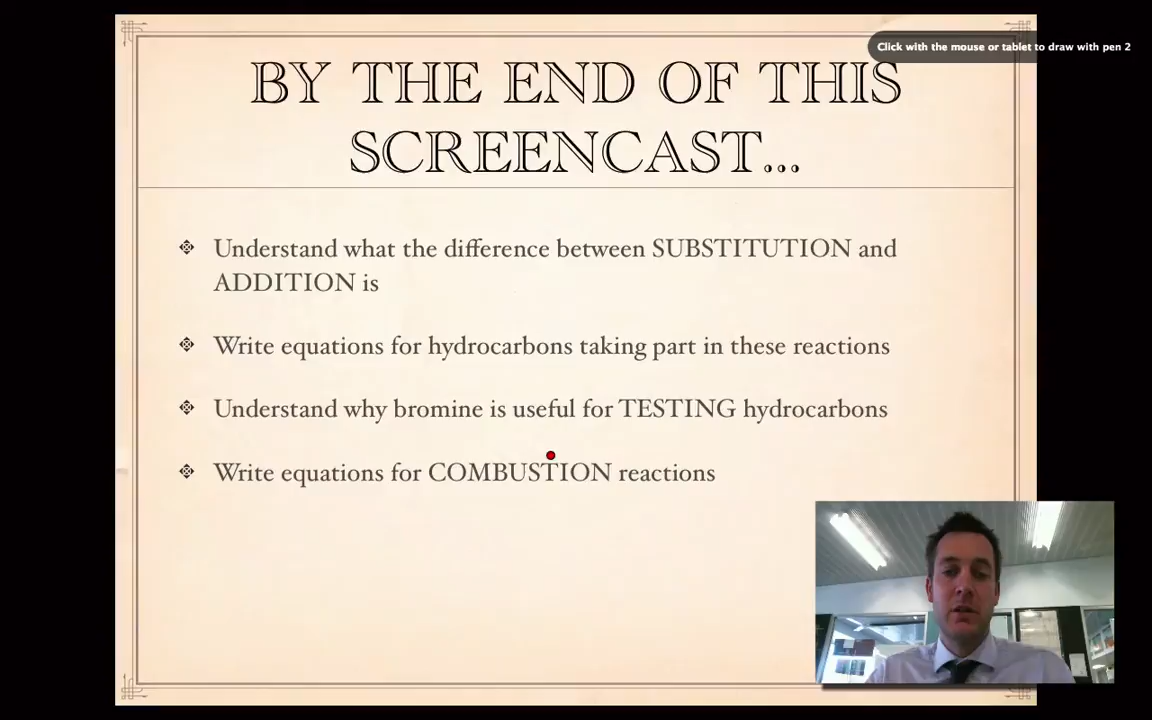 Click with the mouse or tablet to draw with pen 2
BY THE END OF THIS
SCREENCAST...
Understand what the difference between SUBSTITUTION and
ADDITION is
Write equations for hydrocarbons taking part in these reactions
Understand why bromine is useful for TESTING hydrocarbons
Write equations for COMBUSTION reactions